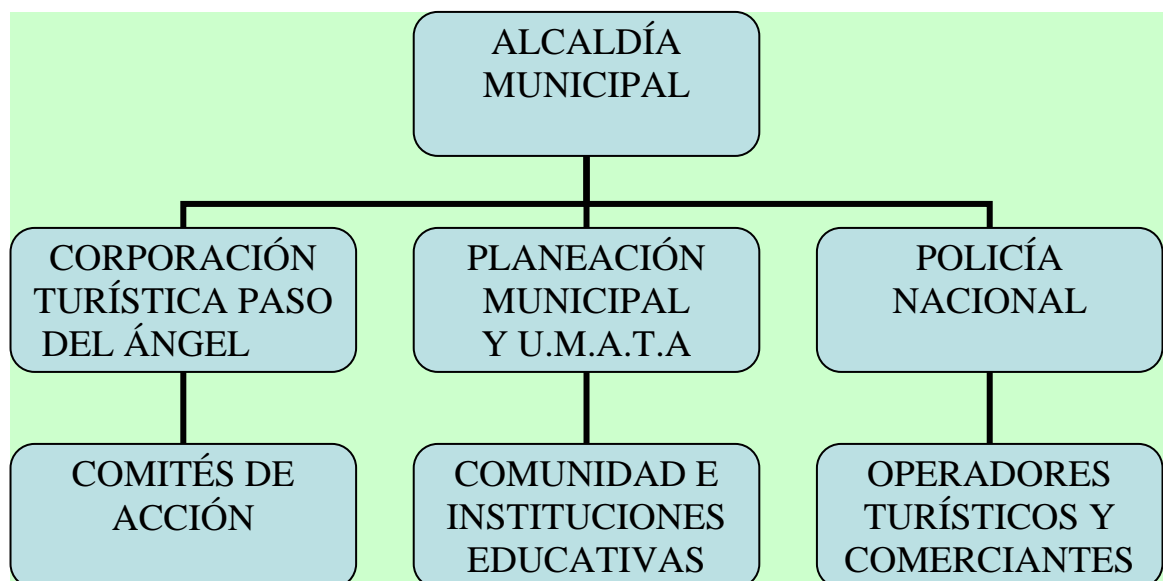 ALCALDÍA
MUNICIPAL
CORPORACIÓN
TURÍSTICA PASO
DEL ÁNGEL
PLANEACIÓN
MUNICIPAL
Y U.M.A.T.A
POLICÍA
NACIONAL
COMITÉS DE
ACCIÓN
COMUNIDAD E
INSTITUCIONES
EDUCATIVAS
OPERADORES
TURÍSTICOS Y
COMERCIANTES